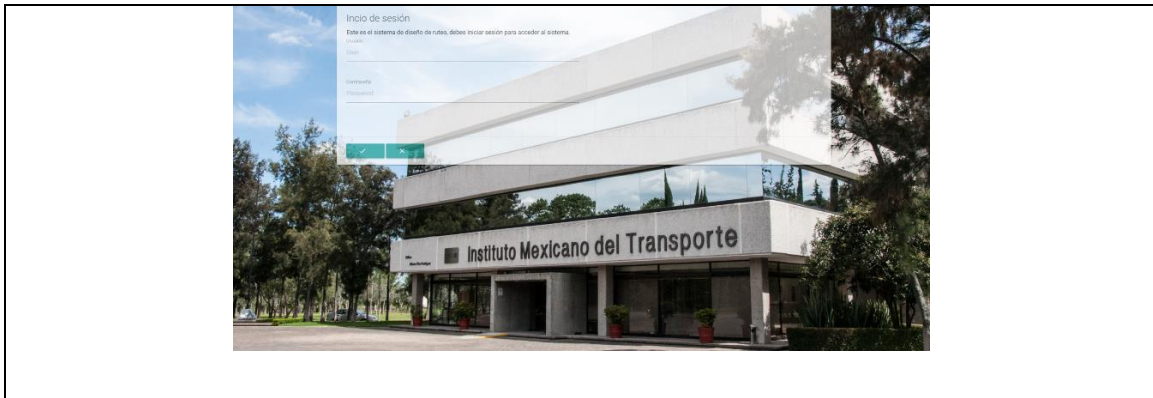 Incio de sesión
Este es el sistema de diseño de ruteo, debes iniciar sesión para acceder al sistema.
Usuario
User
Contraseña
Password
Instituto Mexicano del Transporte